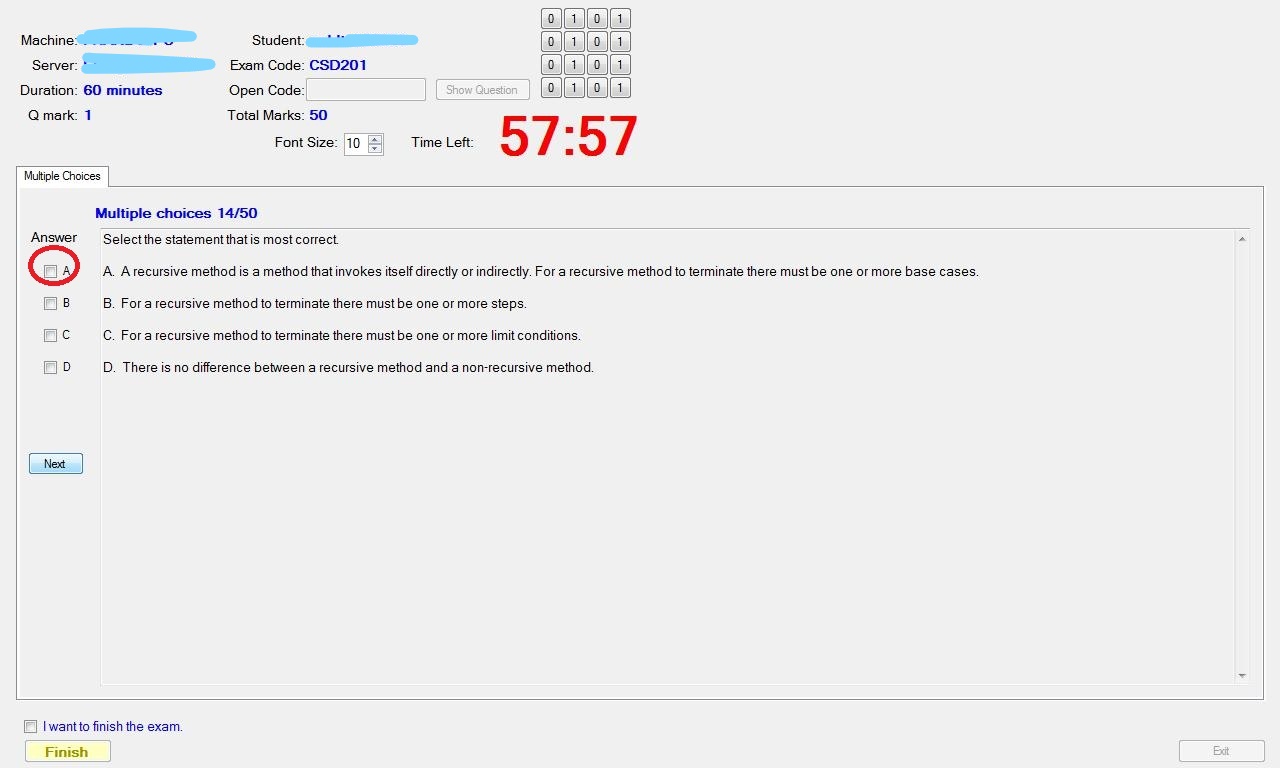 0 1 0 1
0 1 0 1
0 1 0 1
0 1 0 1
Machine:
Student:
Server:
Exam Code: CSD201
Duration: 60 minutes
Open Code:
Show Question
Q mark: 1
Total Marks: 50
Font Size: 10
Time Left: 57:57
Multiple Choices
Multiple choices 14/50
Answer
Select the statement that is most correct.
A
A. A recursive method is a method that invokes itself directly or indirectly. For a recursive method to terminate there must be one or more base cases.
B
B. For a recursive method to terminate there must be one or more steps.
C
C. For a recursive method to terminate there must be one or more limit conditions.
D
D. There is no difference between a recursive method and a non-recursive method.
Next
I want to finish the exam.
Finish
Exit